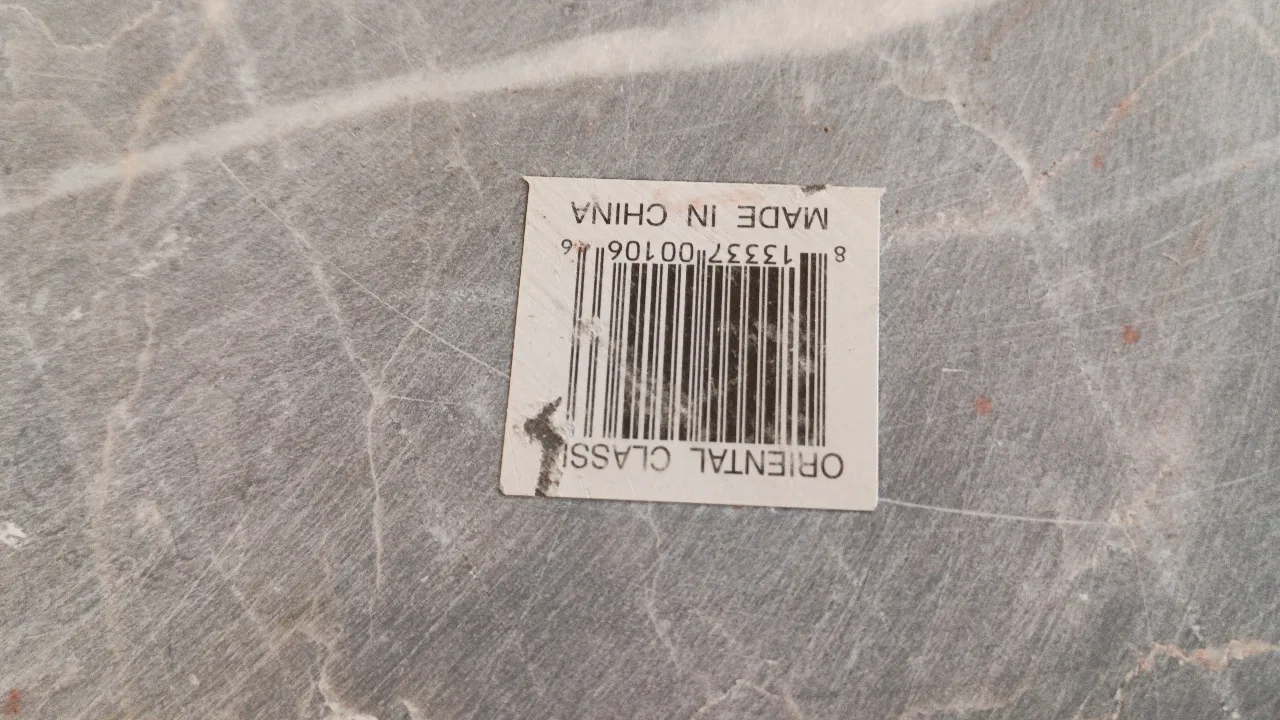 ORIENTAL CLASSI
8 13337 00106 6
MADE IN CHINA